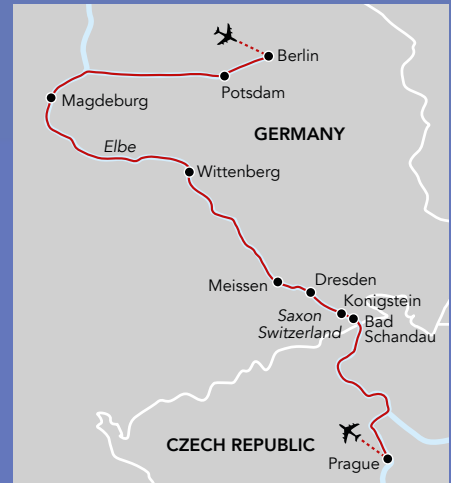 Berlin
Potsdam
Magdeburg
GERMANY
Elbe
Wittenberg
Meissen
Dresden
Konigstein
Saxon
Switzerland
Bad
Schandau
CZECH REPUBLIC
Prague